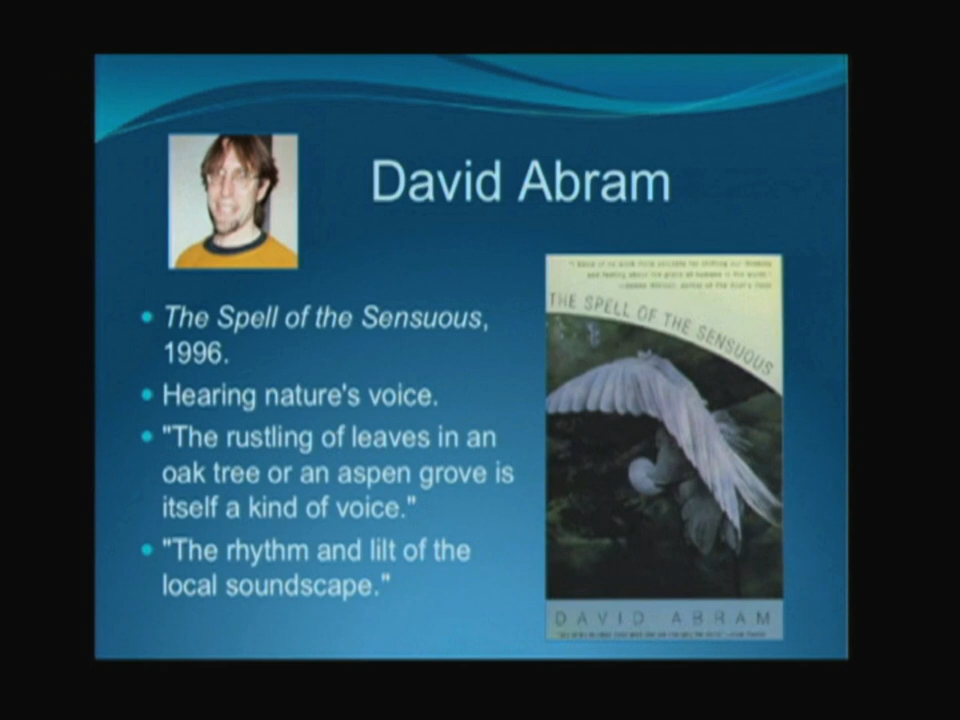 David Abram
The Spell of the Sensuous,
1996.
Hearing nature's voice.
"The rustling of leaves in an
oak tree or an aspen grove is
itself a kind of voice."
"The rhythm and lilt of the
local soundscape."
THE SPELL OF THE SENSUOUS
DAVID ABRAM